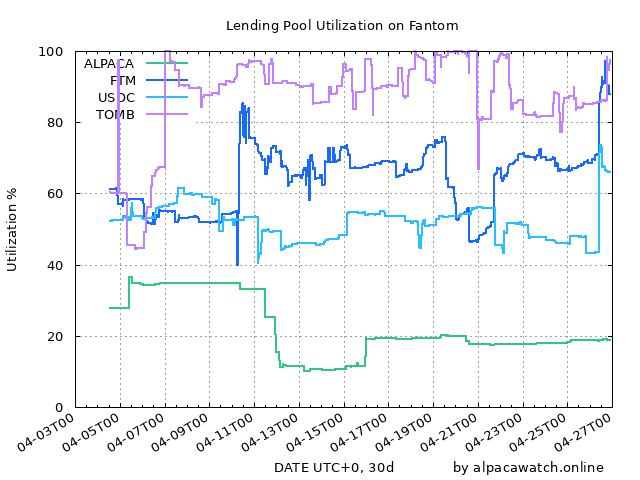 Lending Pool Utilization on Fantom
Utilization %
100
80
60
40
20
0
ALPACA
FTM
USDC
TOMB
04-03T00
04-05T00
04-07T00
04-09T00
04-11T00
04-13T00
04-15T00
04-17T00
04-19T00
04-21T00
04-23T00
04-25T00
04-27T00
DATE UTC+0, 30d
by alpacawatch.online